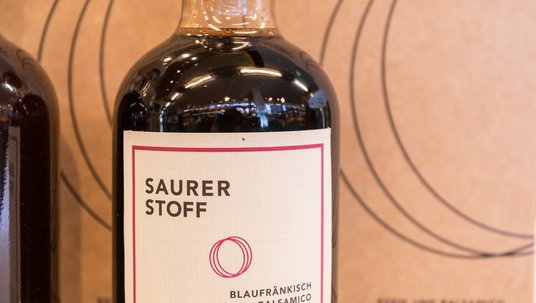 SAURER
STOFF
BLAUFRÄNKISCH
BALSAMICO